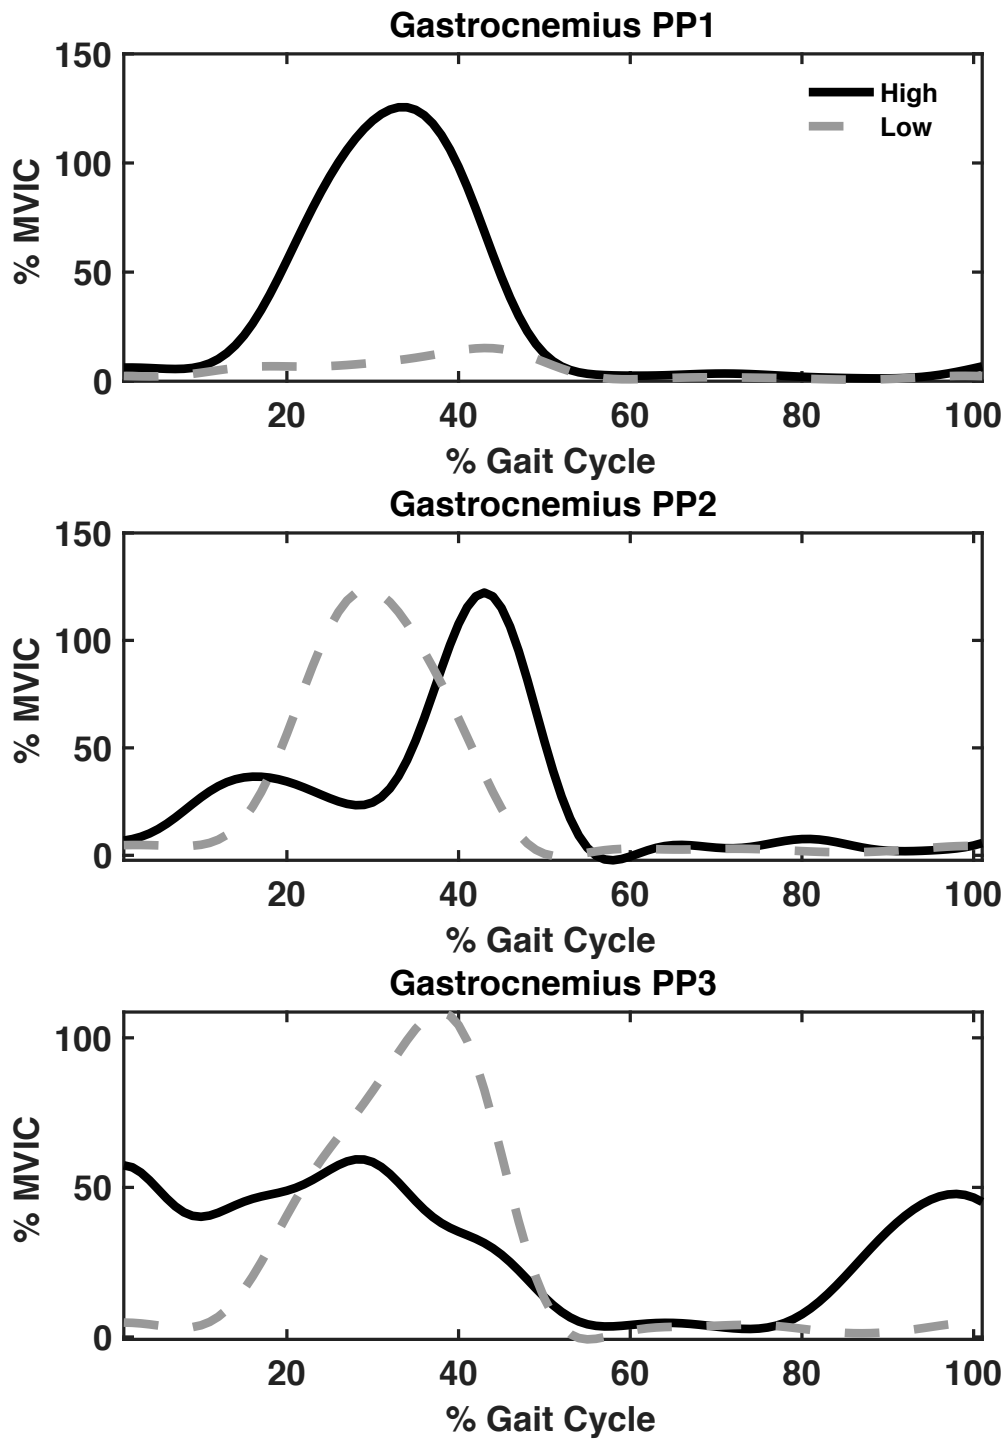 Gastrocnemius PP1
150
100
50
0
% MVIC
High
Low
20 40 60 80 100
% Gait Cycle
Gastrocnemius PP2
150
100
50
0
% MVIC
20 40 60 80 100
% Gait Cycle
Gastrocnemius PP3
100
50
0
% MVIC
20 40 60 80 100
% Gait Cycle